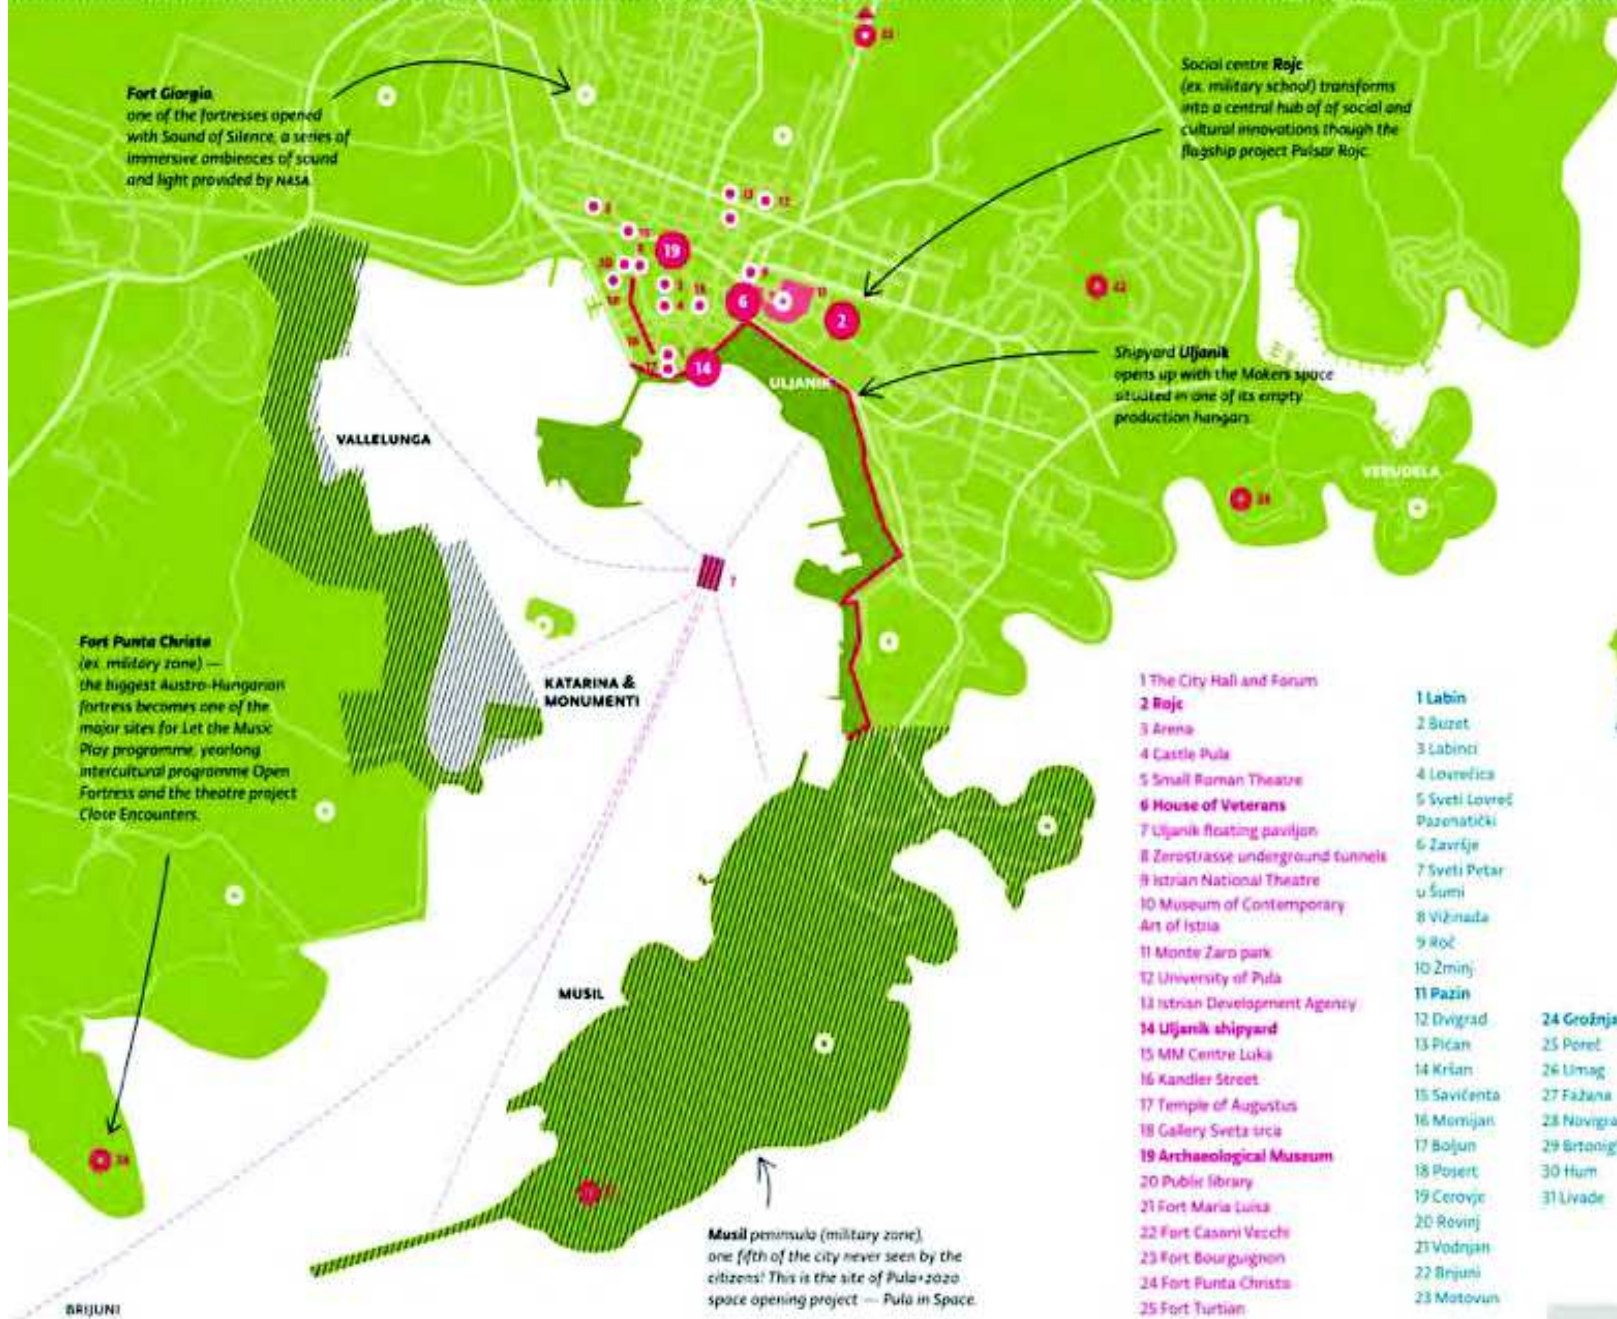 Fort Giorgio,
one of the fortresses opened
with Sound of Silence, a series of
immersive ambiences of sound
and light provided by NASA
Social centre Rojc
(ex. military school) transforms
into a central hub of of social and
cultural innovations though the
flagship project Pulsar Rojc.
19
6
2
14
ULJANIK
Shipyard Uljanik
opens up with the Makers space
situated in one of its empty
production hangars.
VALLELUNGA
VERUDELA
7
Fort Punta Christo
(ex. military zone) —
the biggest Austro-Hungarian
fortress becomes one of the
major sites for Let the Music
Play programme, yearlong
intercultural programme Open
Fortress and the theatre project
Close Encounters.
KATARINA &
MONUMENTI
MUSIL
Musil peninsula (military zone),
one fifth of the city never seen by the
citizens! This is the site of Pula+2020
space opening project — Pula in Space.
BRIJUNI
1 The City Hall and Forum
2 Rojc
3 Arena
4 Castle Pula
5 Small Roman Theatre
6 House of Veterans
7 Uljanik floating paviljon
8 Zerostrasse underground tunnels
9 Istrian National Theatre
10 Museum of Contemporary
Art of Istria
11 Monte Zaro park
12 University of Pula
13 Istrian Development Agency
14 Uljanik shipyard
15 MM Centre Luka
16 Kandler Street
17 Temple of Augustus
18 Gallery Sveta srca
19 Archaeological Museum
20 Public library
21 Fort Maria Luisa
22 Fort Casoni Vecchi
23 Fort Bourguignon
24 Fort Punta Christo
25 Fort Turtian
1 Labin
2 Buzet
3 Labinci
4 Lovrečica
5 Sveti Lovreč
Pazenatički
6 Završje
7 Sveti Petar
u Šumi
8 Vižinada
9 Roč
10 Žminj
11 Pazin
12 Dvigrad
13 Pićan
14 Kršan
15 Savičenta
16 Momijan
17 Boljun
18 Posert
19 Cerovje
20 Rovinj
21 Vodnjan
22 Brijuni
23 Motovun
24 Grožnja
25 Poreč
26 Umag
27 Fažana
28 Novigra
29 Brtonig
30 Hum
31 Livade